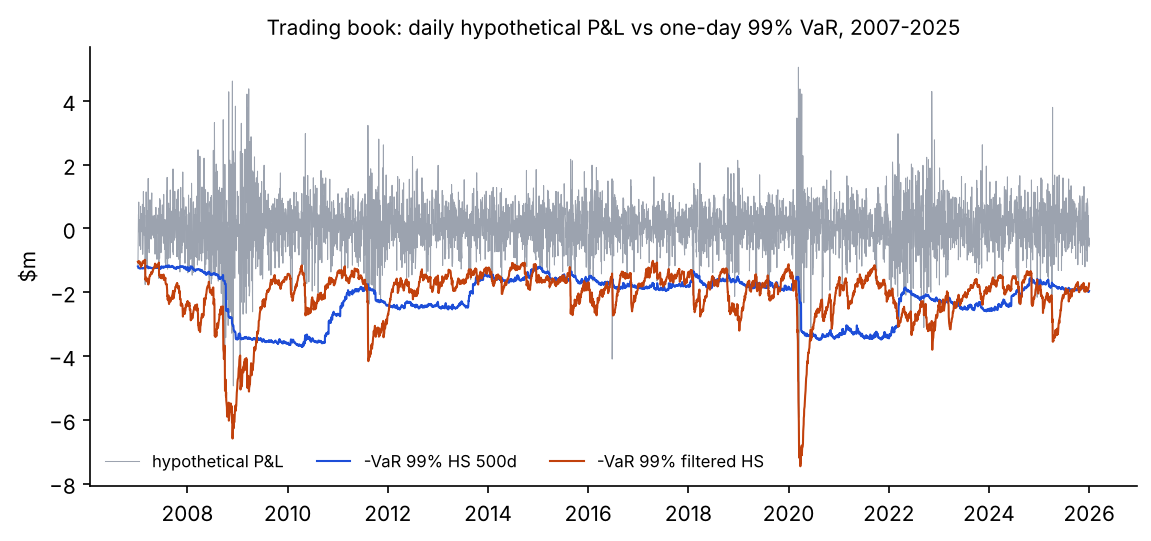 Trading book: daily hypothetical P&L vs one-day 99% VaR, 2007-2025
$m
4
2
0
−2
−4
−6
−8
hypothetical P&L
-VaR 99% HS 500d
-VaR 99% filtered HS
2008 2010 2012 2014 2016 2018 2020 2022 2024 2026